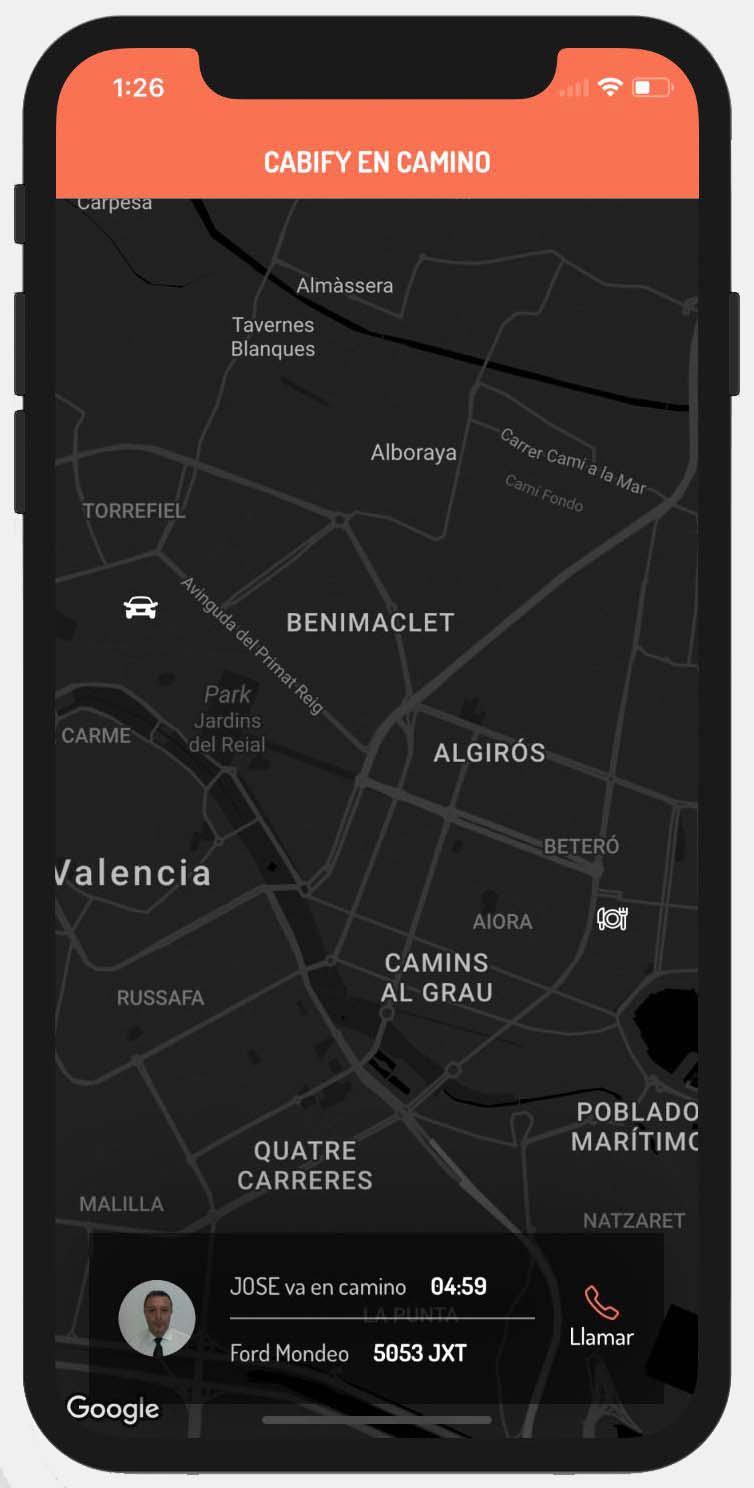 1:26
CABIFY EN CAMINO
Carpesa
Almàssera
Tavernes
Blanques
Alboraya
Carrer Camí a la Mar
Camí Fondo
TORREFIEL
Avinguda del Primat Reig
BENIMACLET
Park
Jardins
del Reial
CARME
ALGIRÓS
BETERÓ
Valencia
AIORA
CAMINS
AL GRAU
RUSSAFA
POBLADO
MARÍTIMO
QUATRE
CARRERES
MALILLA
NATZARET
JOSE va en camino 04:59
LA PUNTA
Llamar
Ford Mondeo 5053 JXT
Google